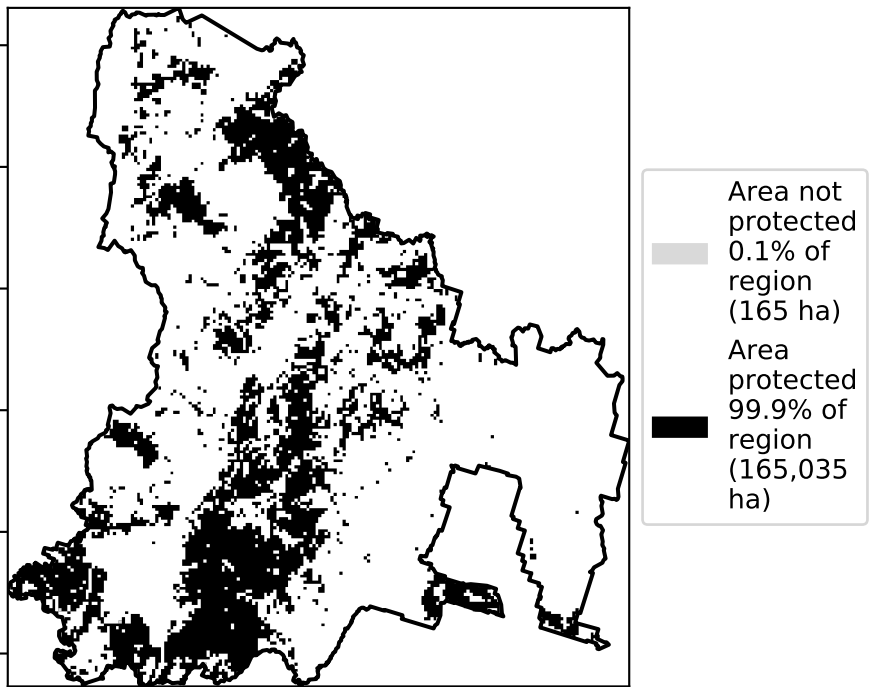 Area not
protected
0.1% of
region
(165 ha)
Area
protected
99.9% of
region
(165,035
ha)